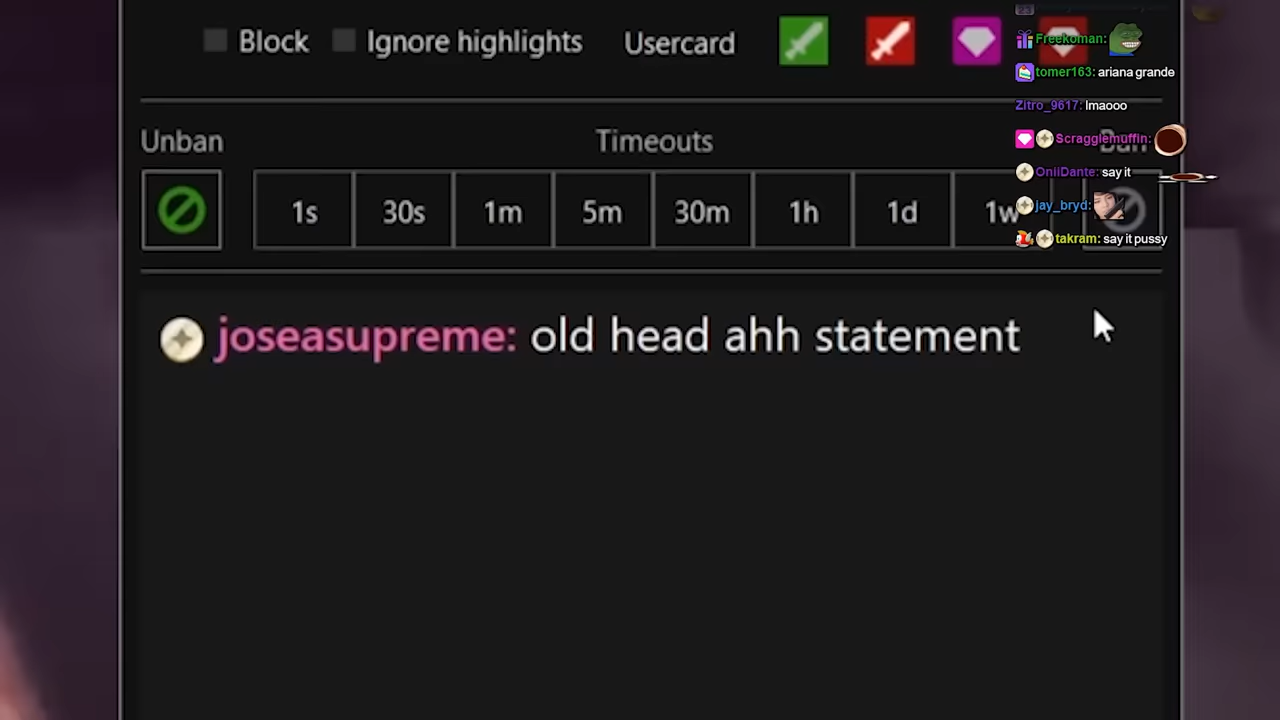 Block Ignore highlights Usercard
Unban Timeouts Ban
1s 30s 1m 5m 30m 1h 1d 1w
joseasupreme: old head ahh statement
Freekoman:
tomer163: ariana grande
Zitro_9617: lmaooo
Scragglemuffin:
OniiDante: say it
jay_bryd:
takram: say it pussy